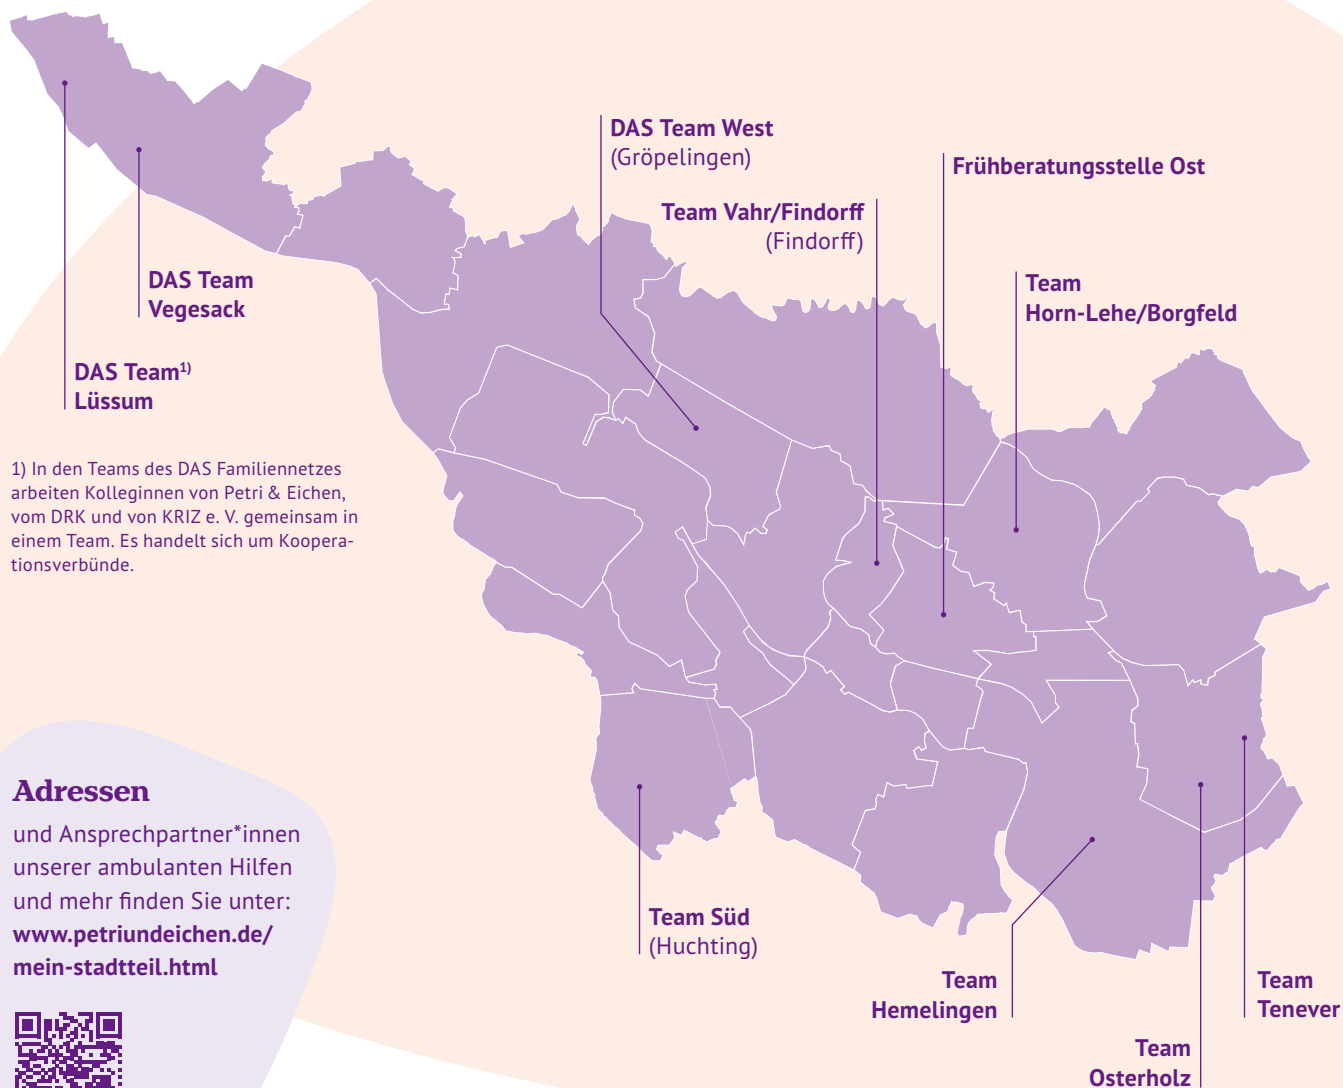 DAS Team West
(Gröpelingen)
Frühberatungsstelle Ost
Team Vahr/Findorff
(Findorff)
DAS Team
Vegesack
Team
Horn-Lehe/Borgfeld
DAS Team1)
Lüssum
1) In den Teams des DAS Familiennetzes
arbeiten Kolleginnen von Petri & Eichen,
vom DRK und von KRIZ e. V. gemeinsam in
einem Team. Es handelt sich um Koopera-
tionsverbünde.
Adressen
und Ansprechpartner*innen
unserer ambulanten Hilfen
und mehr finden Sie unter:
www.petriundeichen.de/
mein-stadtteil.html
Team Süd
(Huchting)
Team
Hemelingen
Team
Tenever
Team
Osterholz